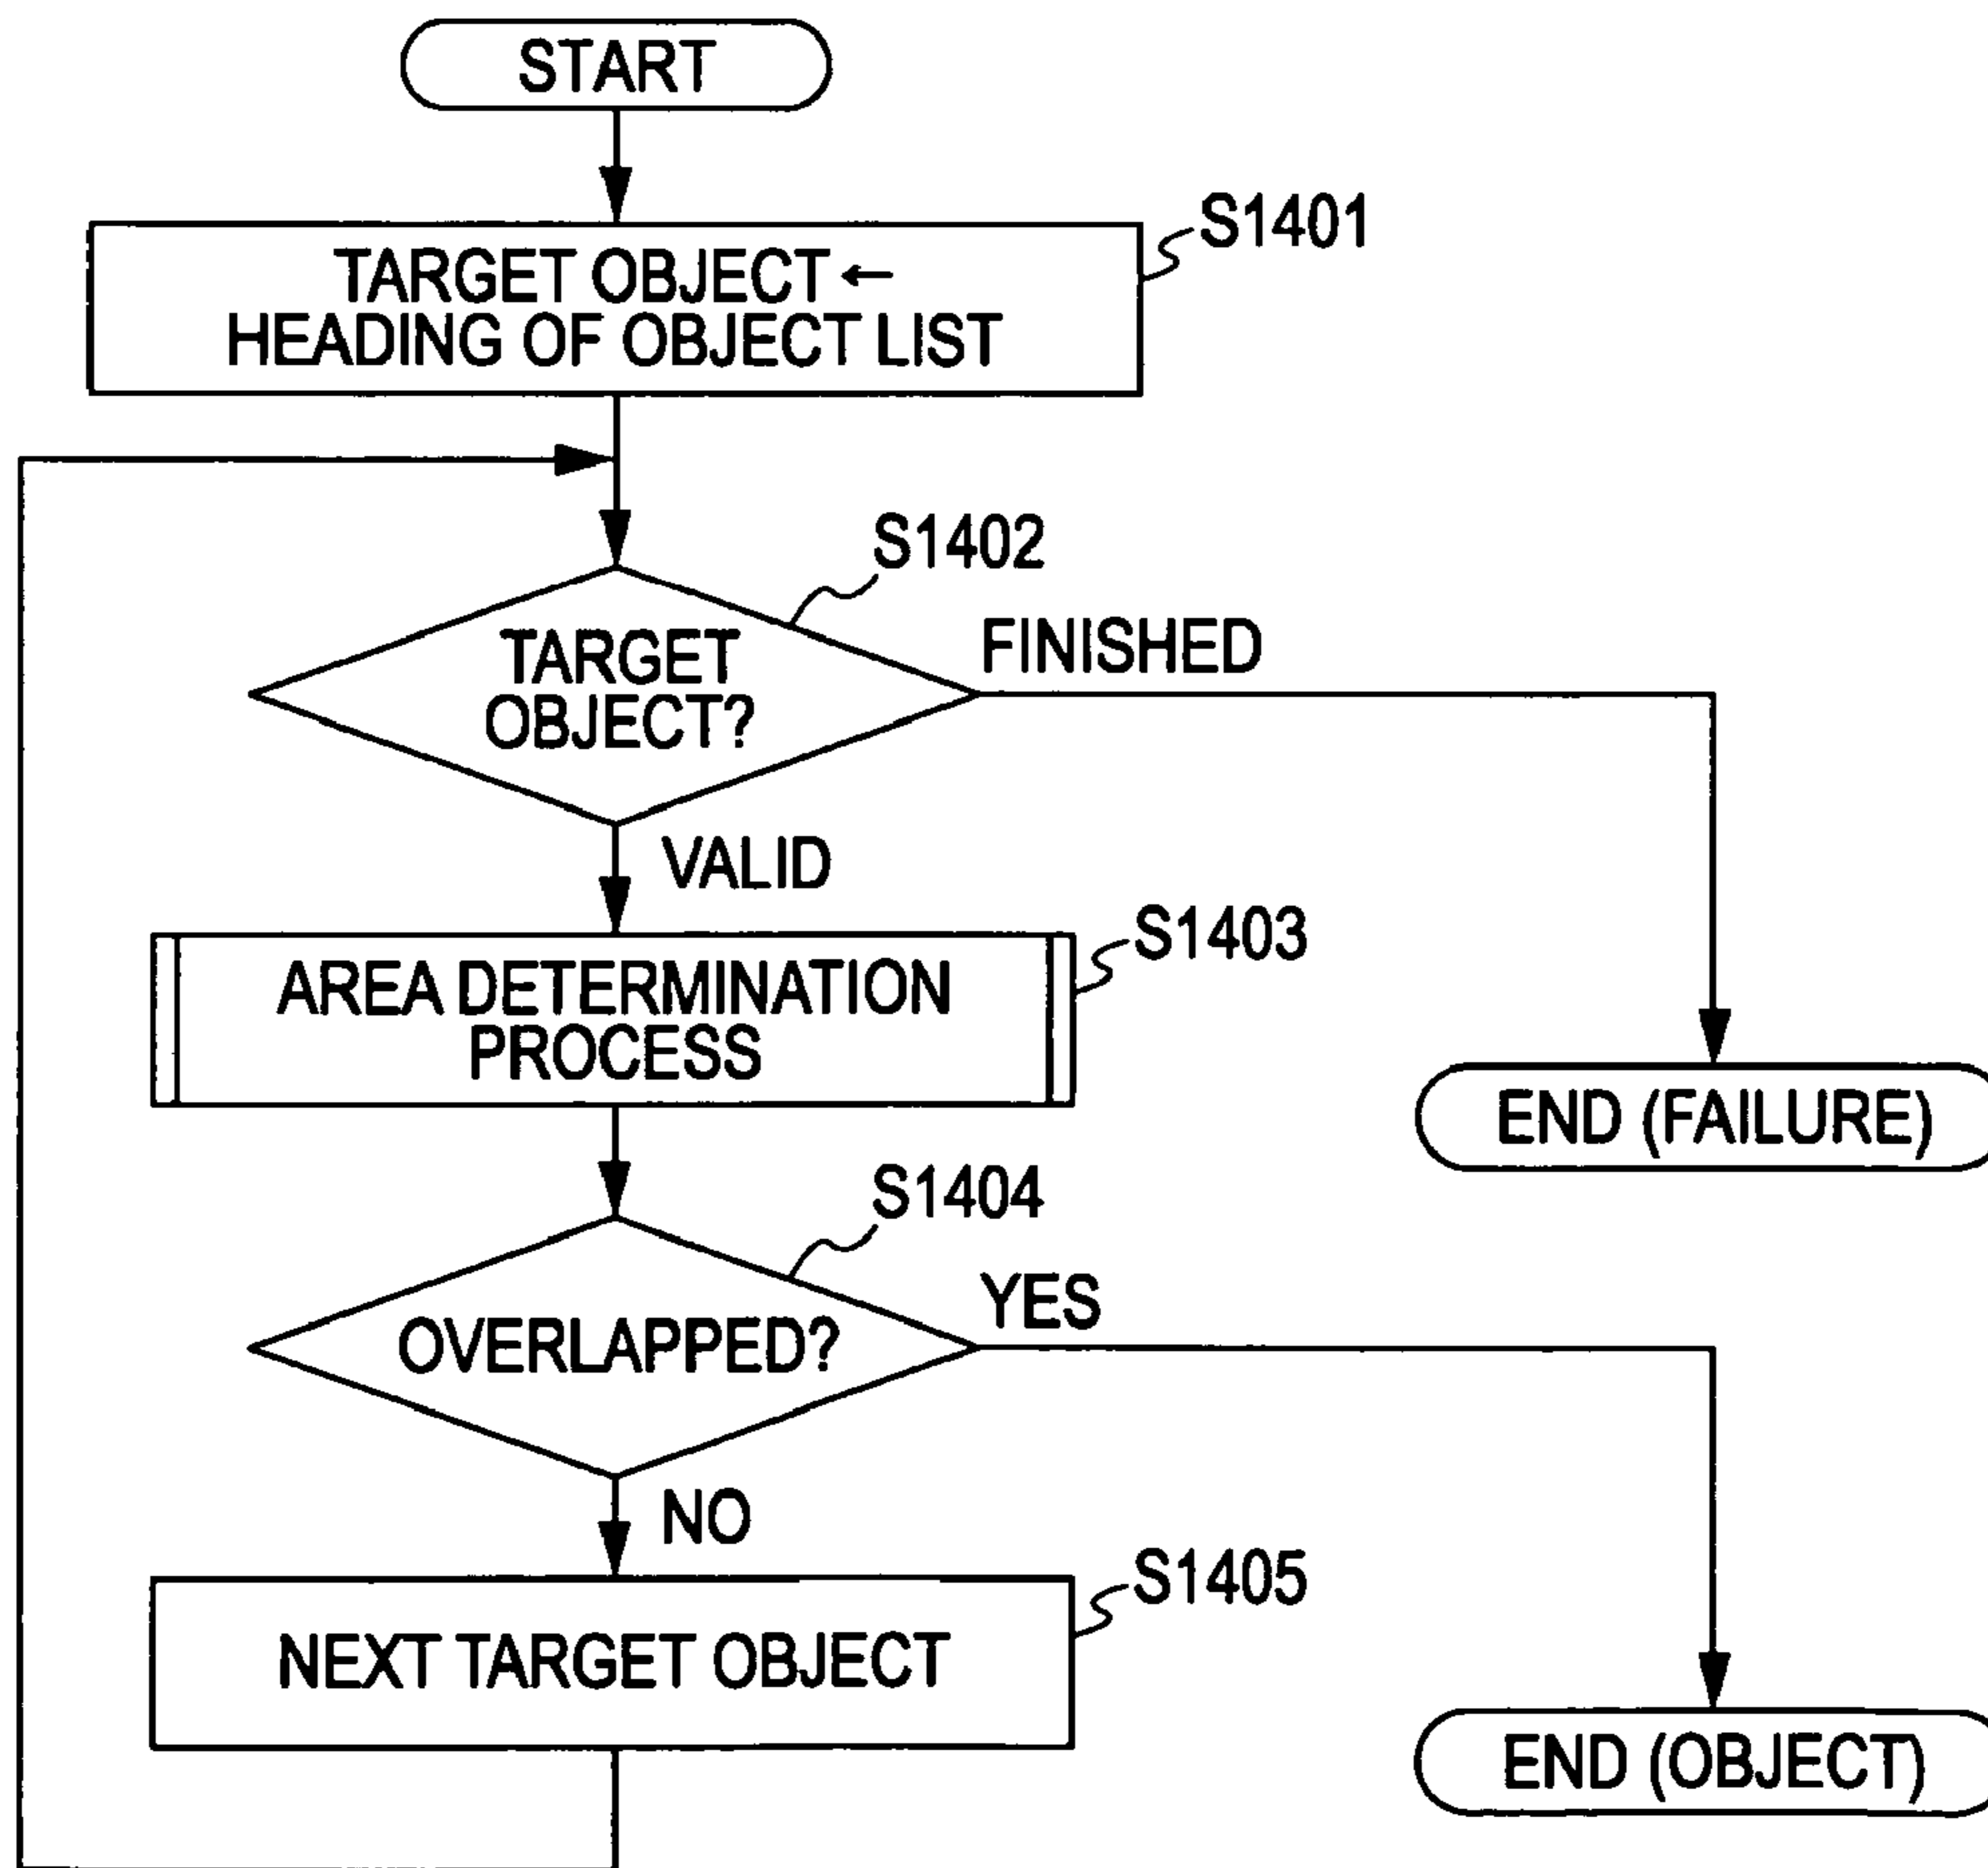 START
S1401
TARGET OBJECT ←
HEADING OF OBJECT LIST
S1402
TARGET
OBJECT?
FINISHED
VALID
S1403
AREA DETERMINATION
PROCESS
END (FAILURE)
S1404
OVERLAPPED?
YES
NO
S1405
NEXT TARGET OBJECT
END (OBJECT)